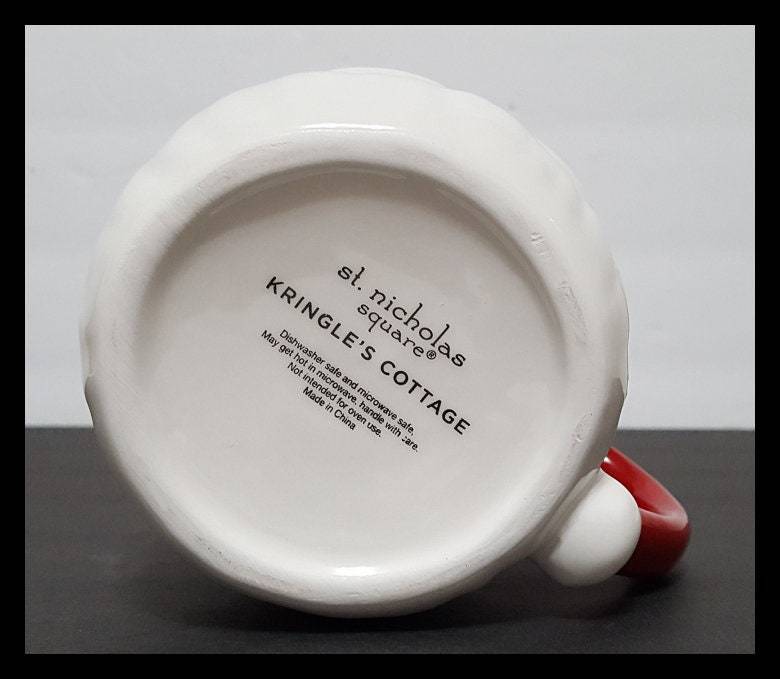 st. nicholas
square®
KRINGLE'S COTTAGE
Dishwasher safe and microwave safe,
May get hot in microwave, handle with care.
Not intended for oven use.
Made in China